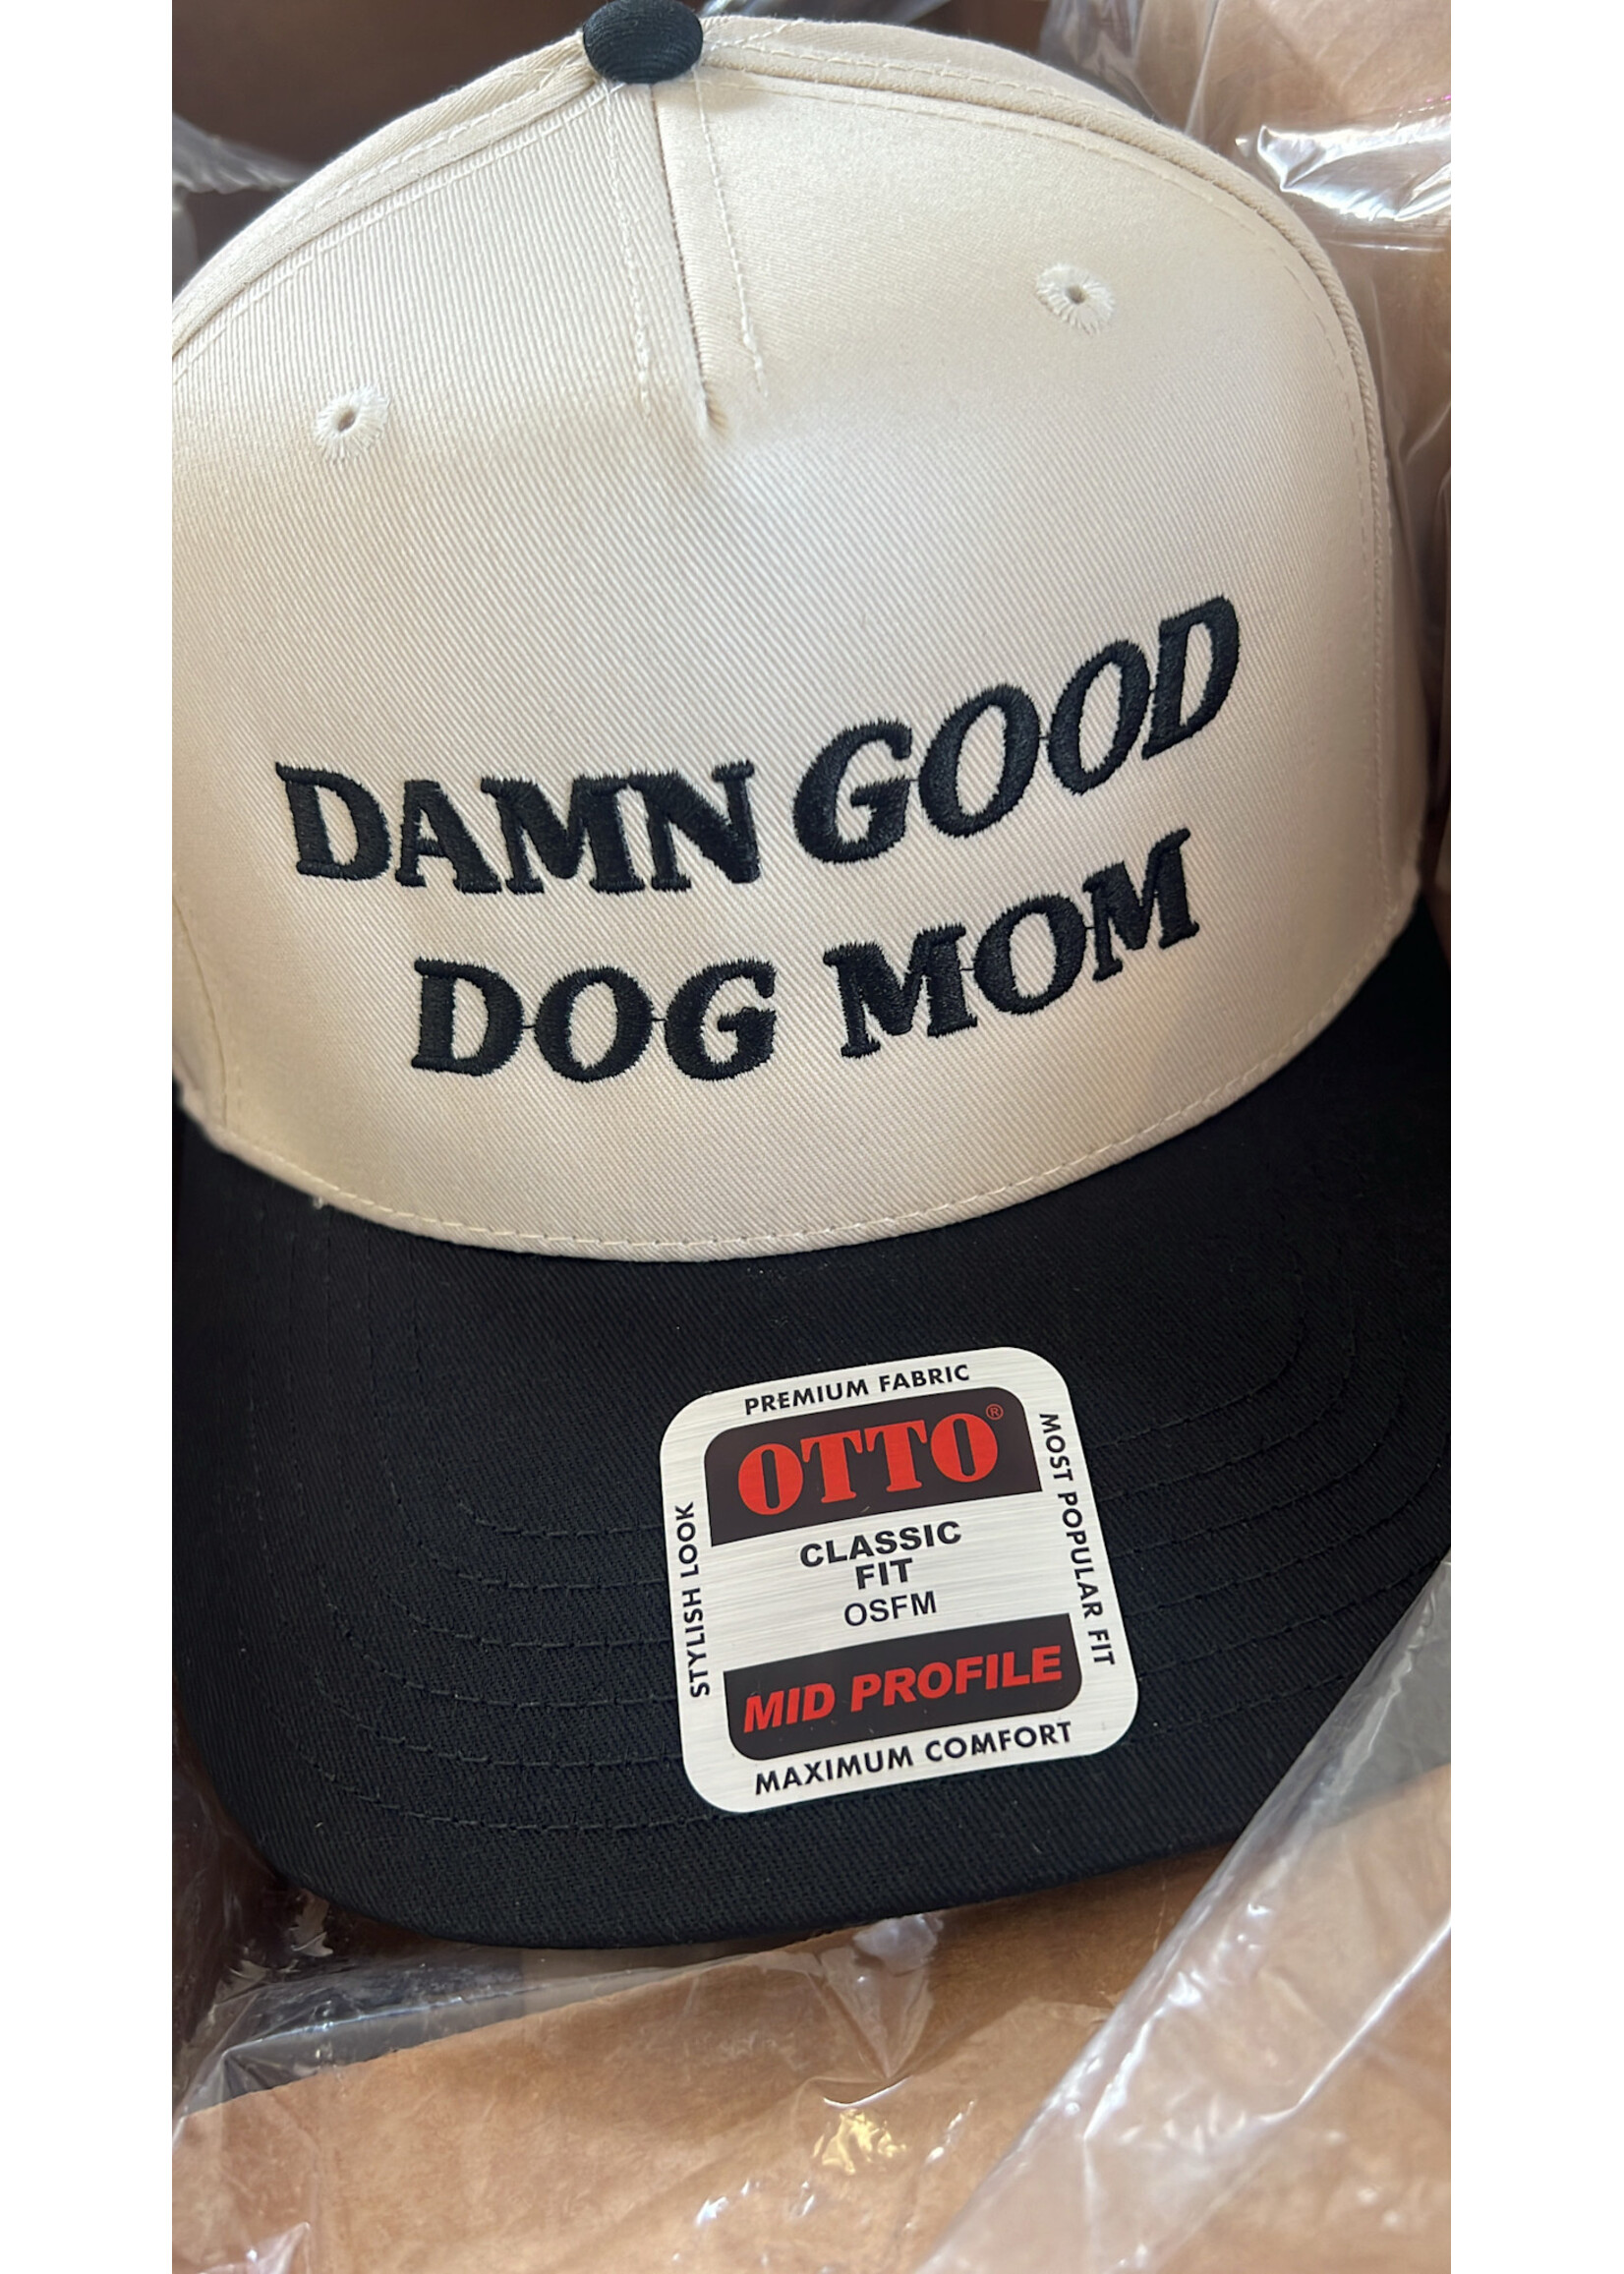 DAMN GOOD
DOG MOM
PREMIUM FABRIC
OTTO®
CLASSIC
FIT
OSFM
MID PROFILE
MAXIMUM COMFORT
STYLISH LOOK
MOST POPULAR FIT